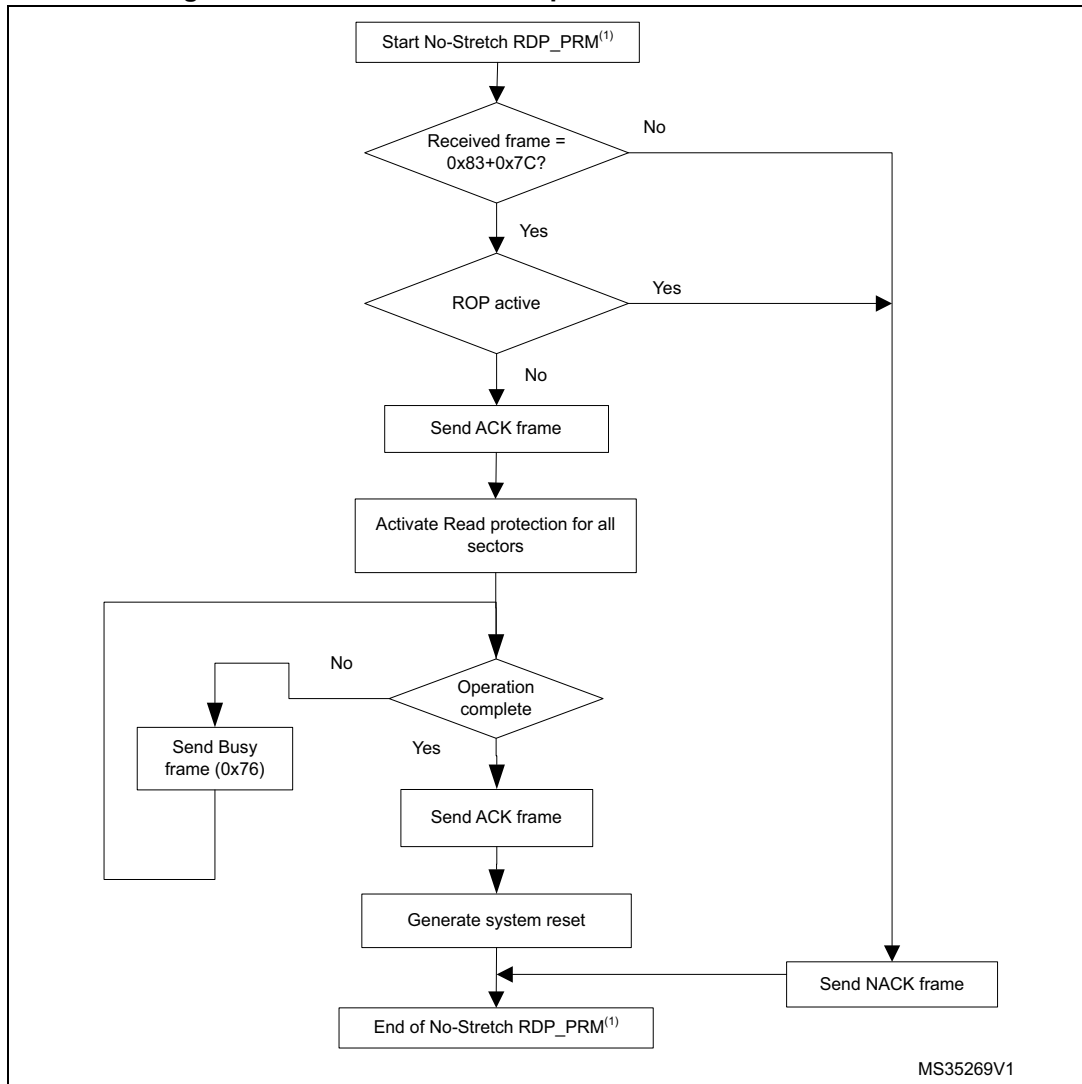 Start No-Stretch RDP_PRM(1)
Received frame =
0x83+0x7C?
No
Yes
ROP active
Yes
No
Send ACK frame
Activate Read protection for all
sectors
No
Operation
complete
Send Busy
frame (0x76)
Yes
Send ACK frame
Generate system reset
Send NACK frame
End of No-Stretch RDP_PRM(1)
MS35269V1